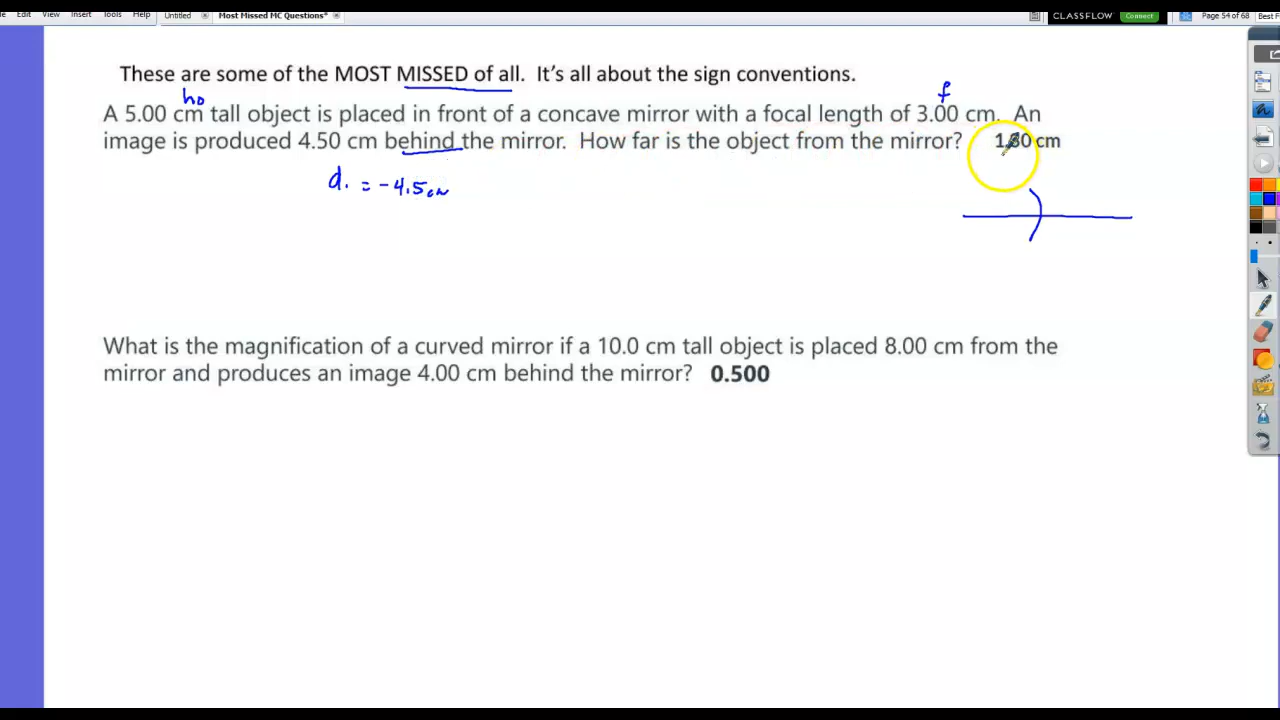 Edit View Insert Tools Help
Untitled
Most Missed MC Questions*
CLASSFLOW Connect
Page 54 of 68
Best F
These are some of the MOST MISSED of all. It's all about the sign conventions.
ho f
A 5.00 cm tall object is placed in front of a concave mirror with a focal length of 3.00 cm. An
image is produced 4.50 cm behind the mirror. How far is the object from the mirror? 1.80 cm
di = -4.5cm
What is the magnification of a curved mirror if a 10.0 cm tall object is placed 8.00 cm from the
mirror and produces an image 4.00 cm behind the mirror? 0.500